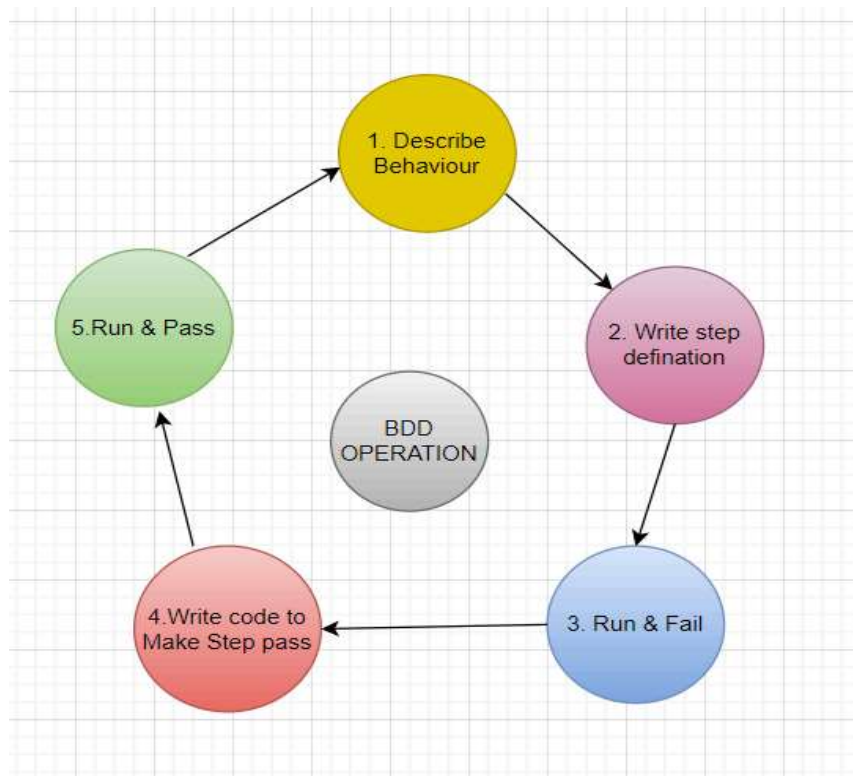 1. Describe
Behaviour
2. Write step
defination
3. Run & Fail
4.Write code to
Make Step pass
5.Run & Pass
BDD
OPERATION